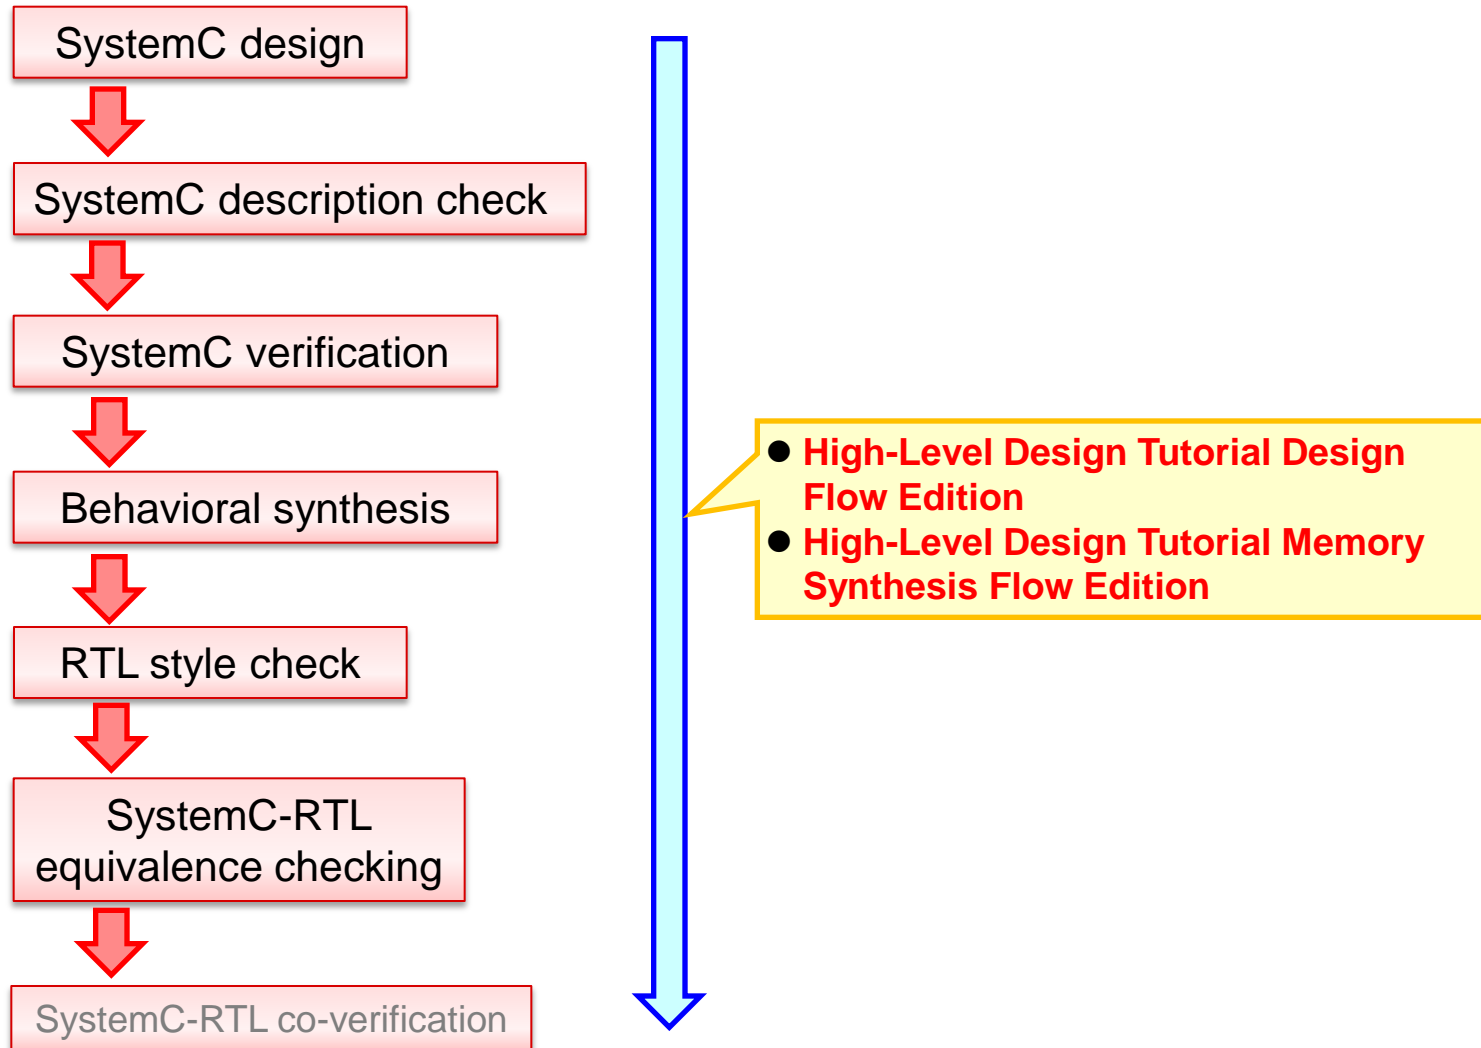 SystemC design
SystemC description check
SystemC verification
Behavioral synthesis
RTL style check
SystemC-RTL
equivalence checking
SystemC-RTL co-verification
● High-Level Design Tutorial Design
Flow Edition
● High-Level Design Tutorial Memory
Synthesis Flow Edition